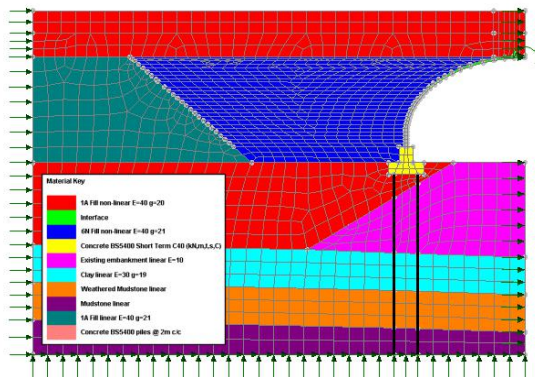 Material Key
1A Fill non-linear E=40 g=20
Interface
6N Fill non-linear E=40 g=21
Concrete BS5400 Short Term C40 (kN,m,t,s,C)
Existing embankment linear E=10
Clay linear E=30 g=19
Weathered Mudstone linear
Mudstone linear
1A Fill linear E=40 g=21
Concrete BS5400 piles @ 2m c/c